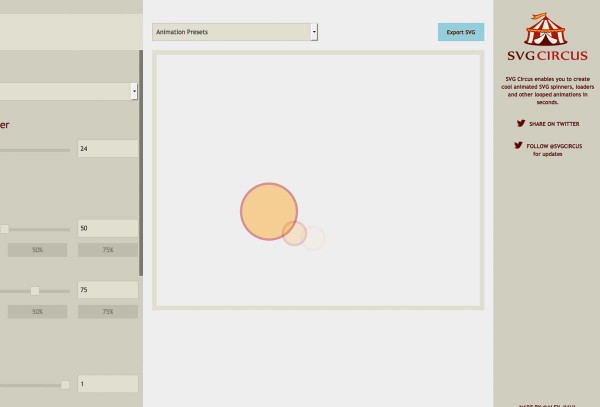 Animation Presets
Export SVG
SVG CIRCUS
SVG Circus enables you to create
cool animated SVG spinners, loaders
and other looped animations in
seconds.
SHARE ON TWITTER
FOLLOW @SVGCIRCUS
for updates
er
24
50
50%
75%
75
50%
75%
1